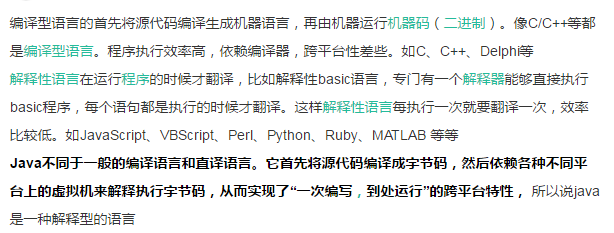 编译型语言的首先将源代码编译生成机器语言，再由机器运行机器码（二进制）。像C/C++等都
是编译型语言。程序执行效率高，依赖编译器，跨平台性差些。如C、C++、Delphi等
解释性语言在运行程序的时候才翻译，比如解释性basic语言，专门有一个解释器能够直接执行
basic程序，每个语句都是执行的时候才翻译。这样解释性语言每执行一次就要翻译一次，效率
比较低。如JavaScript、VBScript、Perl、Python、Ruby、MATLAB 等等
Java不同于一般的编译语言和直译语言。它首先将源代码编译成字节码，然后依赖各种不同平
台上的虚拟机来解释执行字节码，从而实现了“一次编写，到处运行”的跨平台特性， 所以说java
是一种解释型的语言